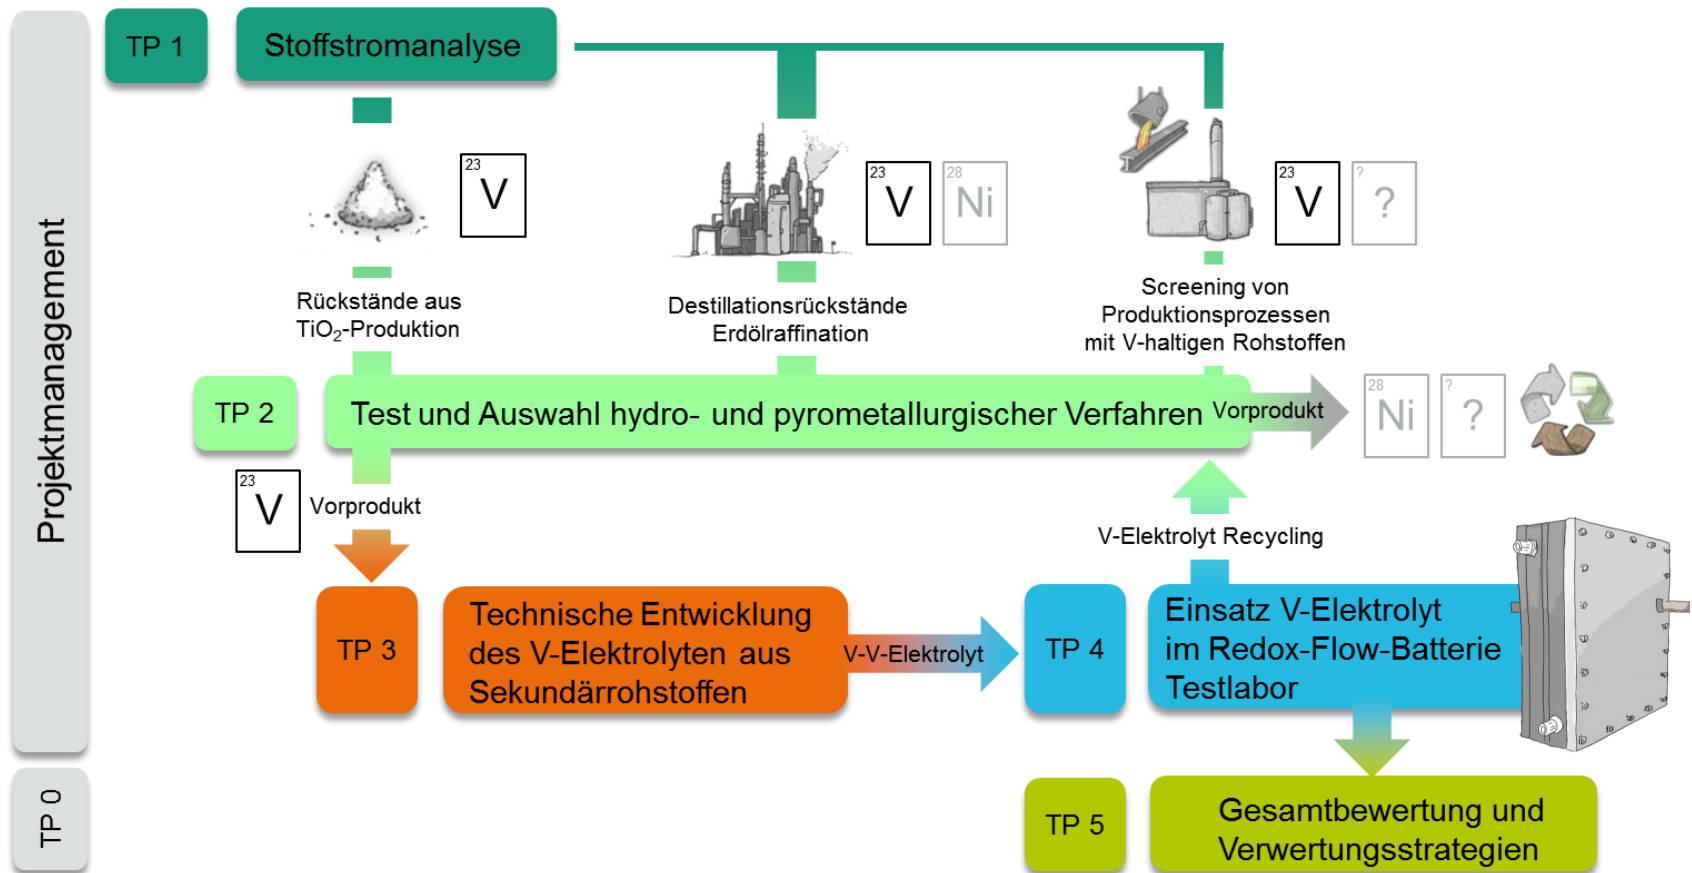 Projektmanagement
TP 0
TP 1
Stoffstromanalyse
23
V
23
V
28
Ni
23
V
?
?
Rückstände aus
TiO₂-Produktion
Destillationsrückstände
Erdölraffination
Screening von
Produktionsprozessen
mit V-haltigen Rohstoffen
TP 2
Test und Auswahl hydro- und pyrometallurgischer Verfahren
Vorprodukt
28
Ni
?
?
23
V
Vorprodukt
V-Elektrolyt Recycling
TP 3
Technische Entwicklung
des V-Elektrolyten aus
Sekundärrohstoffen
V-V-Elektrolyt
TP 4
Einsatz V-Elektrolyt
im Redox-Flow-Batterie
Testlabor
TP 5
Gesamtbewertung und
Verwertungsstrategien